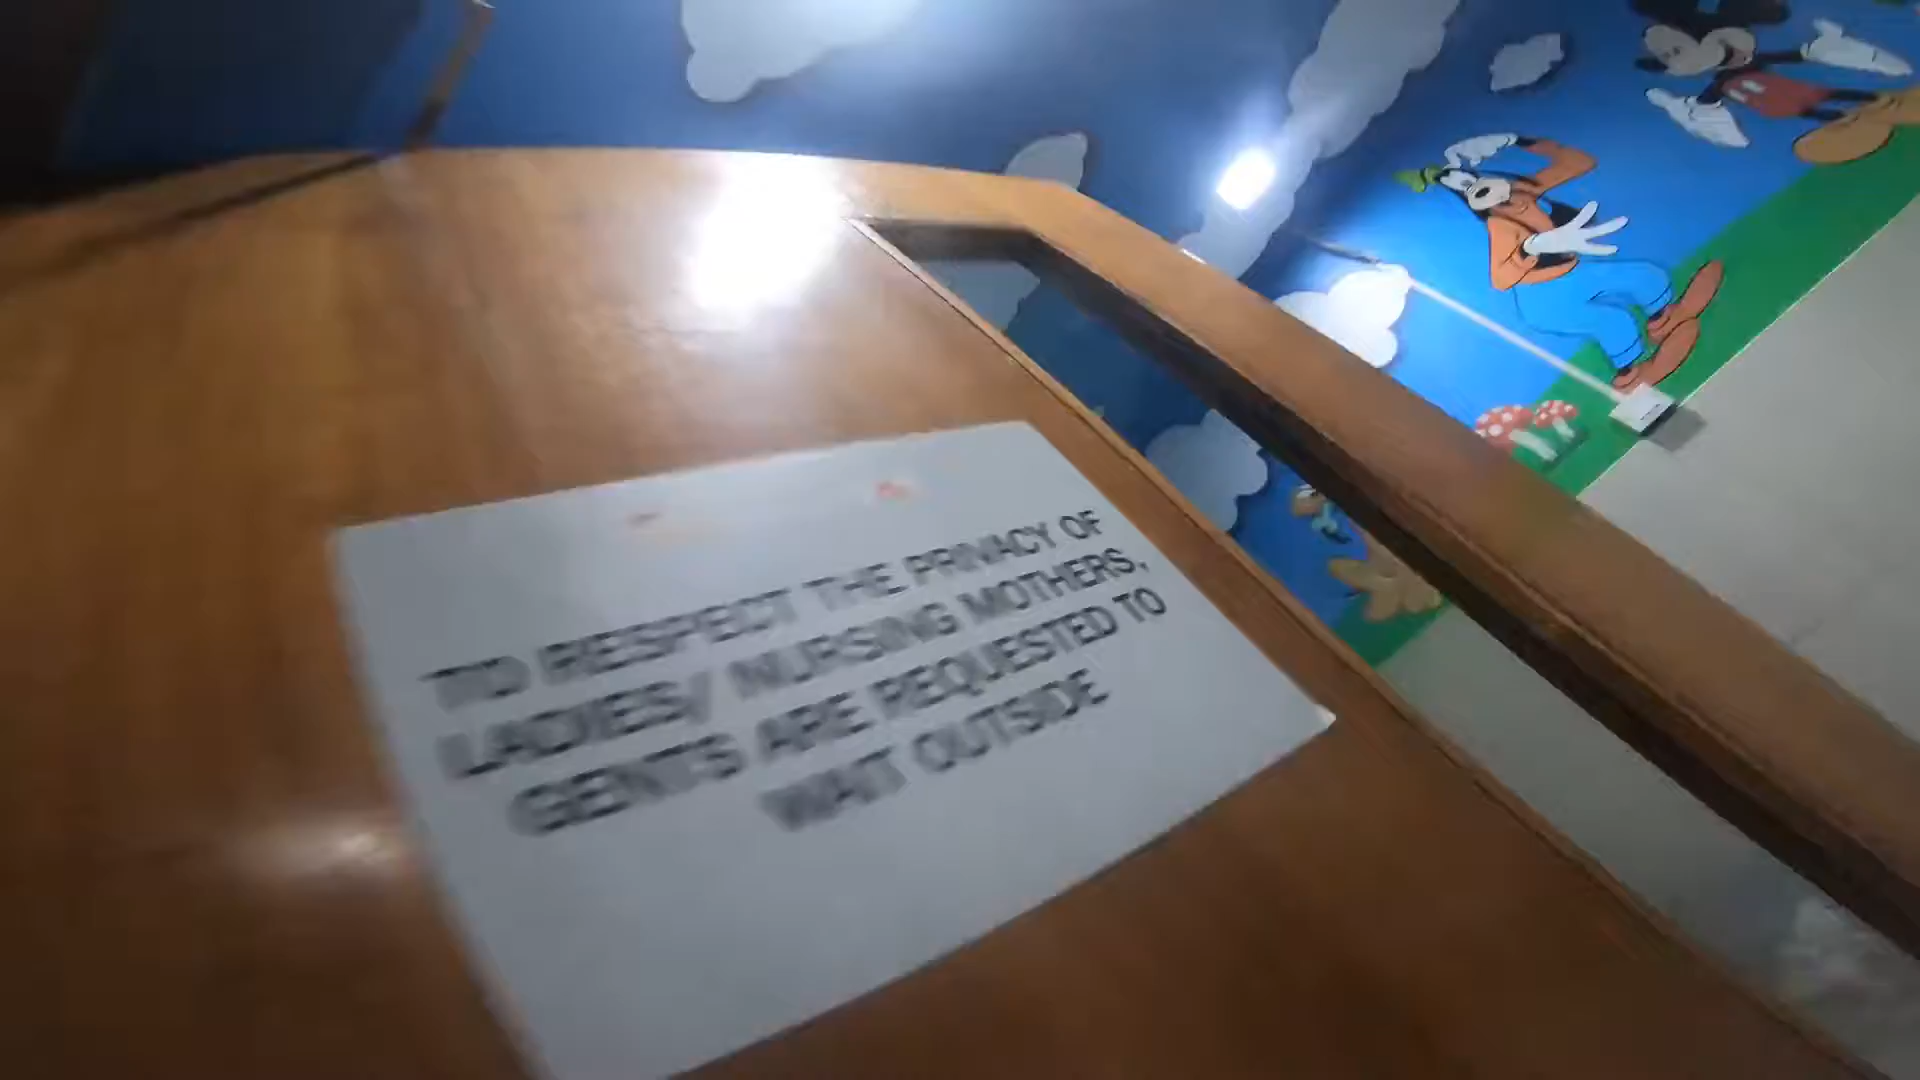 TO RESPECT THE PRIVACY OF
LADIES/ NURSING MOTHERS,
GENTS ARE REQUESTED TO
WAIT OUTSIDE